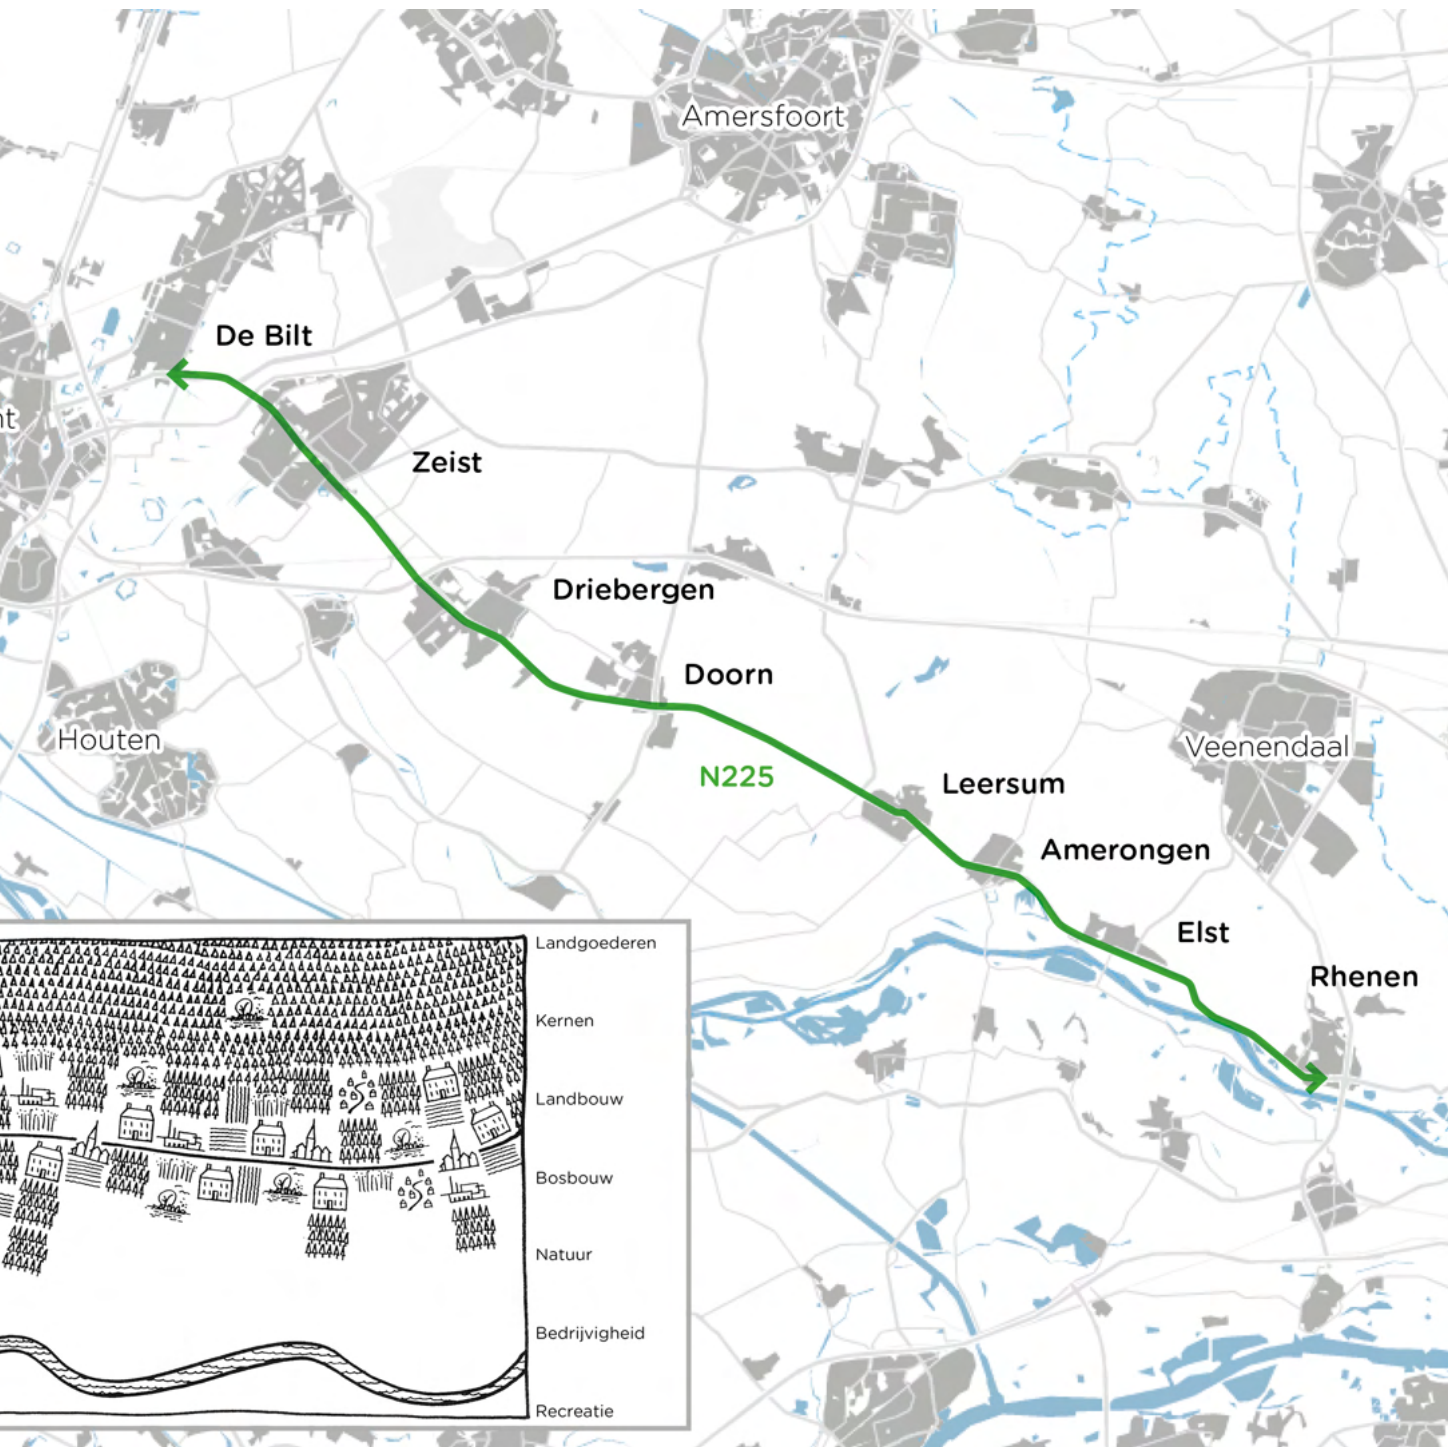 Amersfoort
De Bilt
nt
Zeist
Driebergen
Doorn
Houten
Veenendaal
N225
Leersum
Amerongen
Elst
Rhenen
Landgoederen
Kernen
Landbouw
Bosbouw
Natuur
Bedrijvigheid
Recreatie